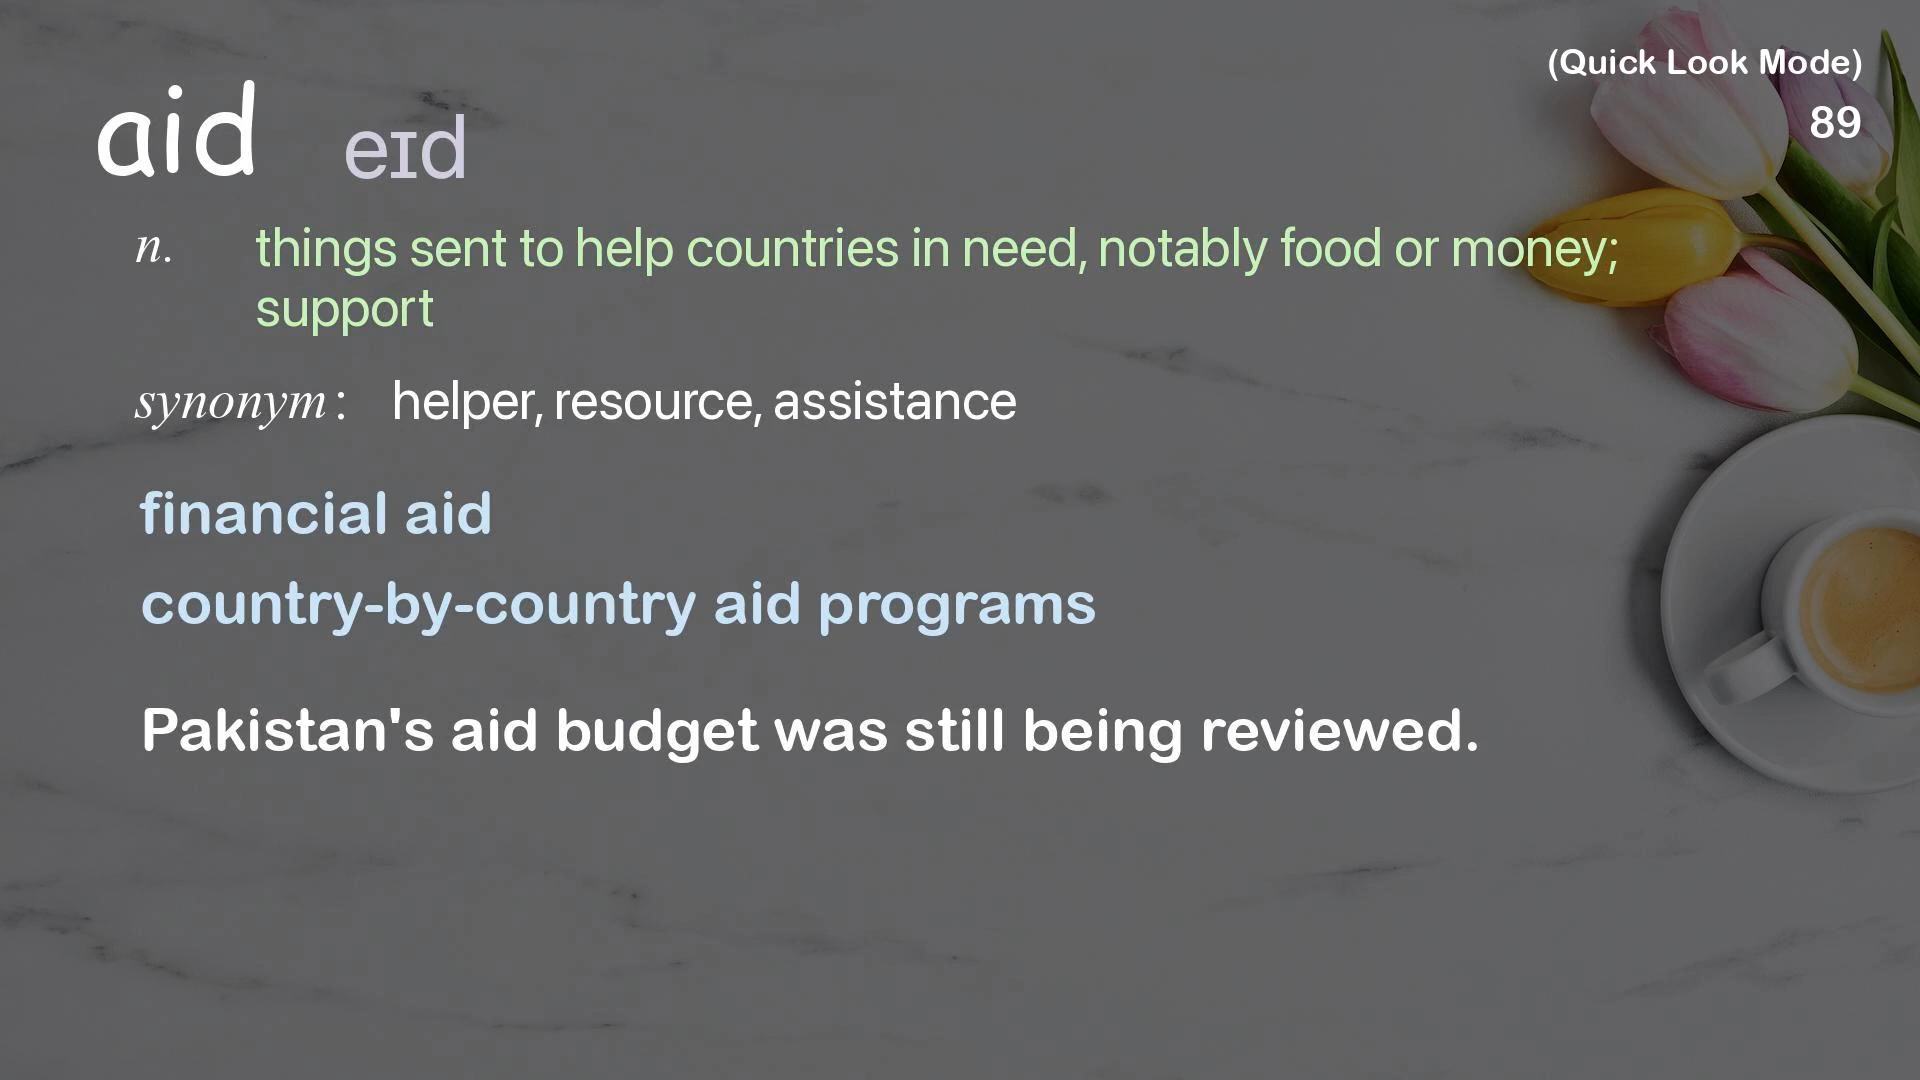 (Quick Look Mode)
89
aid eɪd
n. things sent to help countries in need, notably food or money;
support
synonym: helper, resource, assistance
financial aid
country-by-country aid programs
Pakistan's aid budget was still being reviewed.